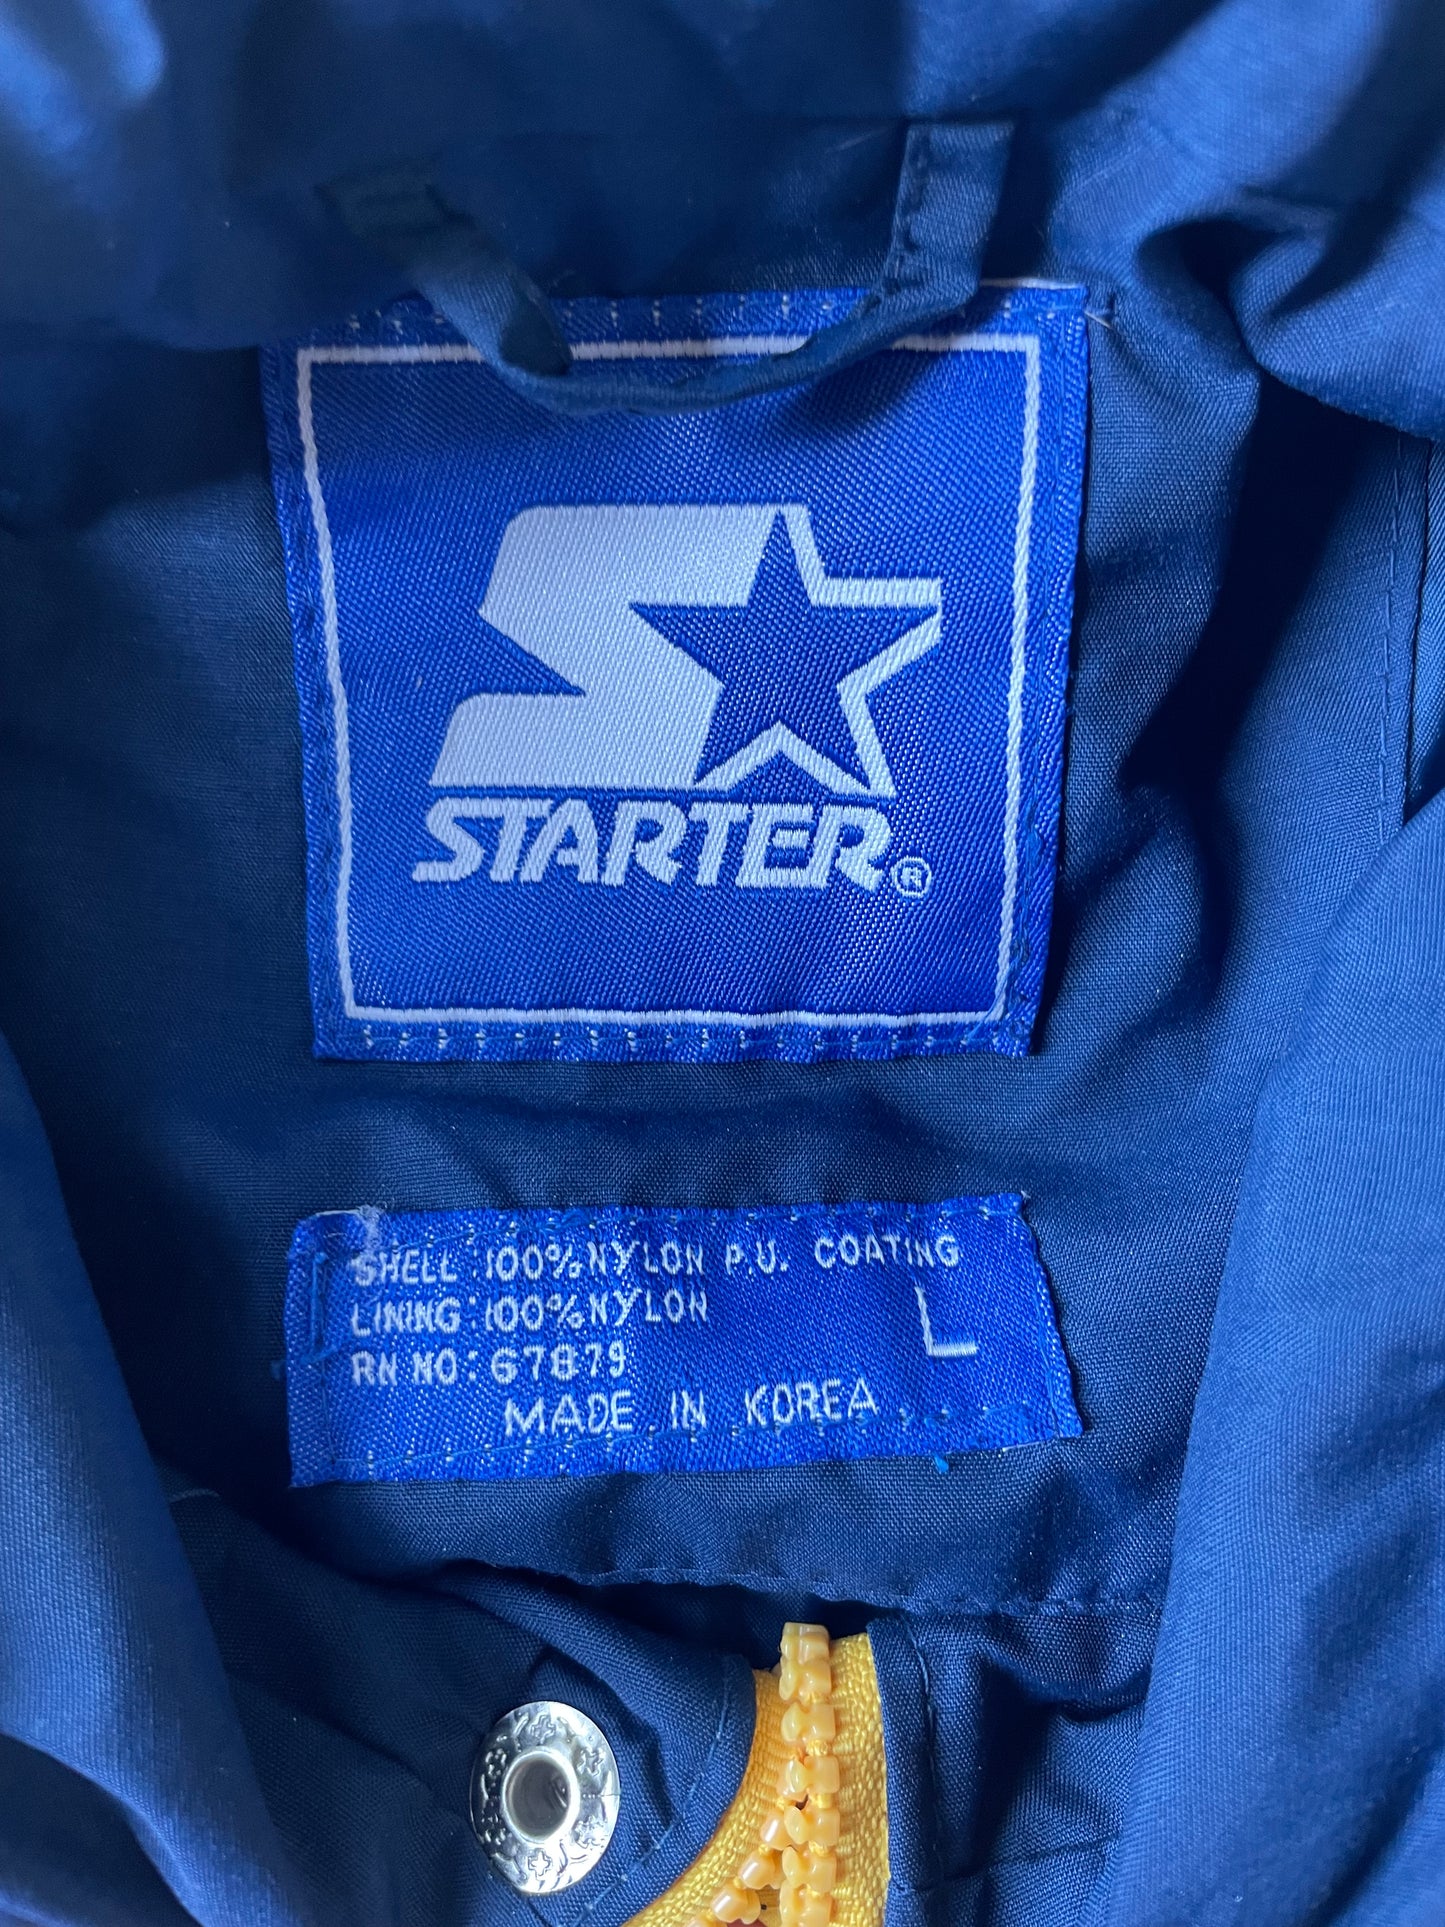 STARTER®
SHELL: 100% NYLON P.U. COATING
LINING: 100% NYLON L
RN NO: 67879
MADE IN KOREA